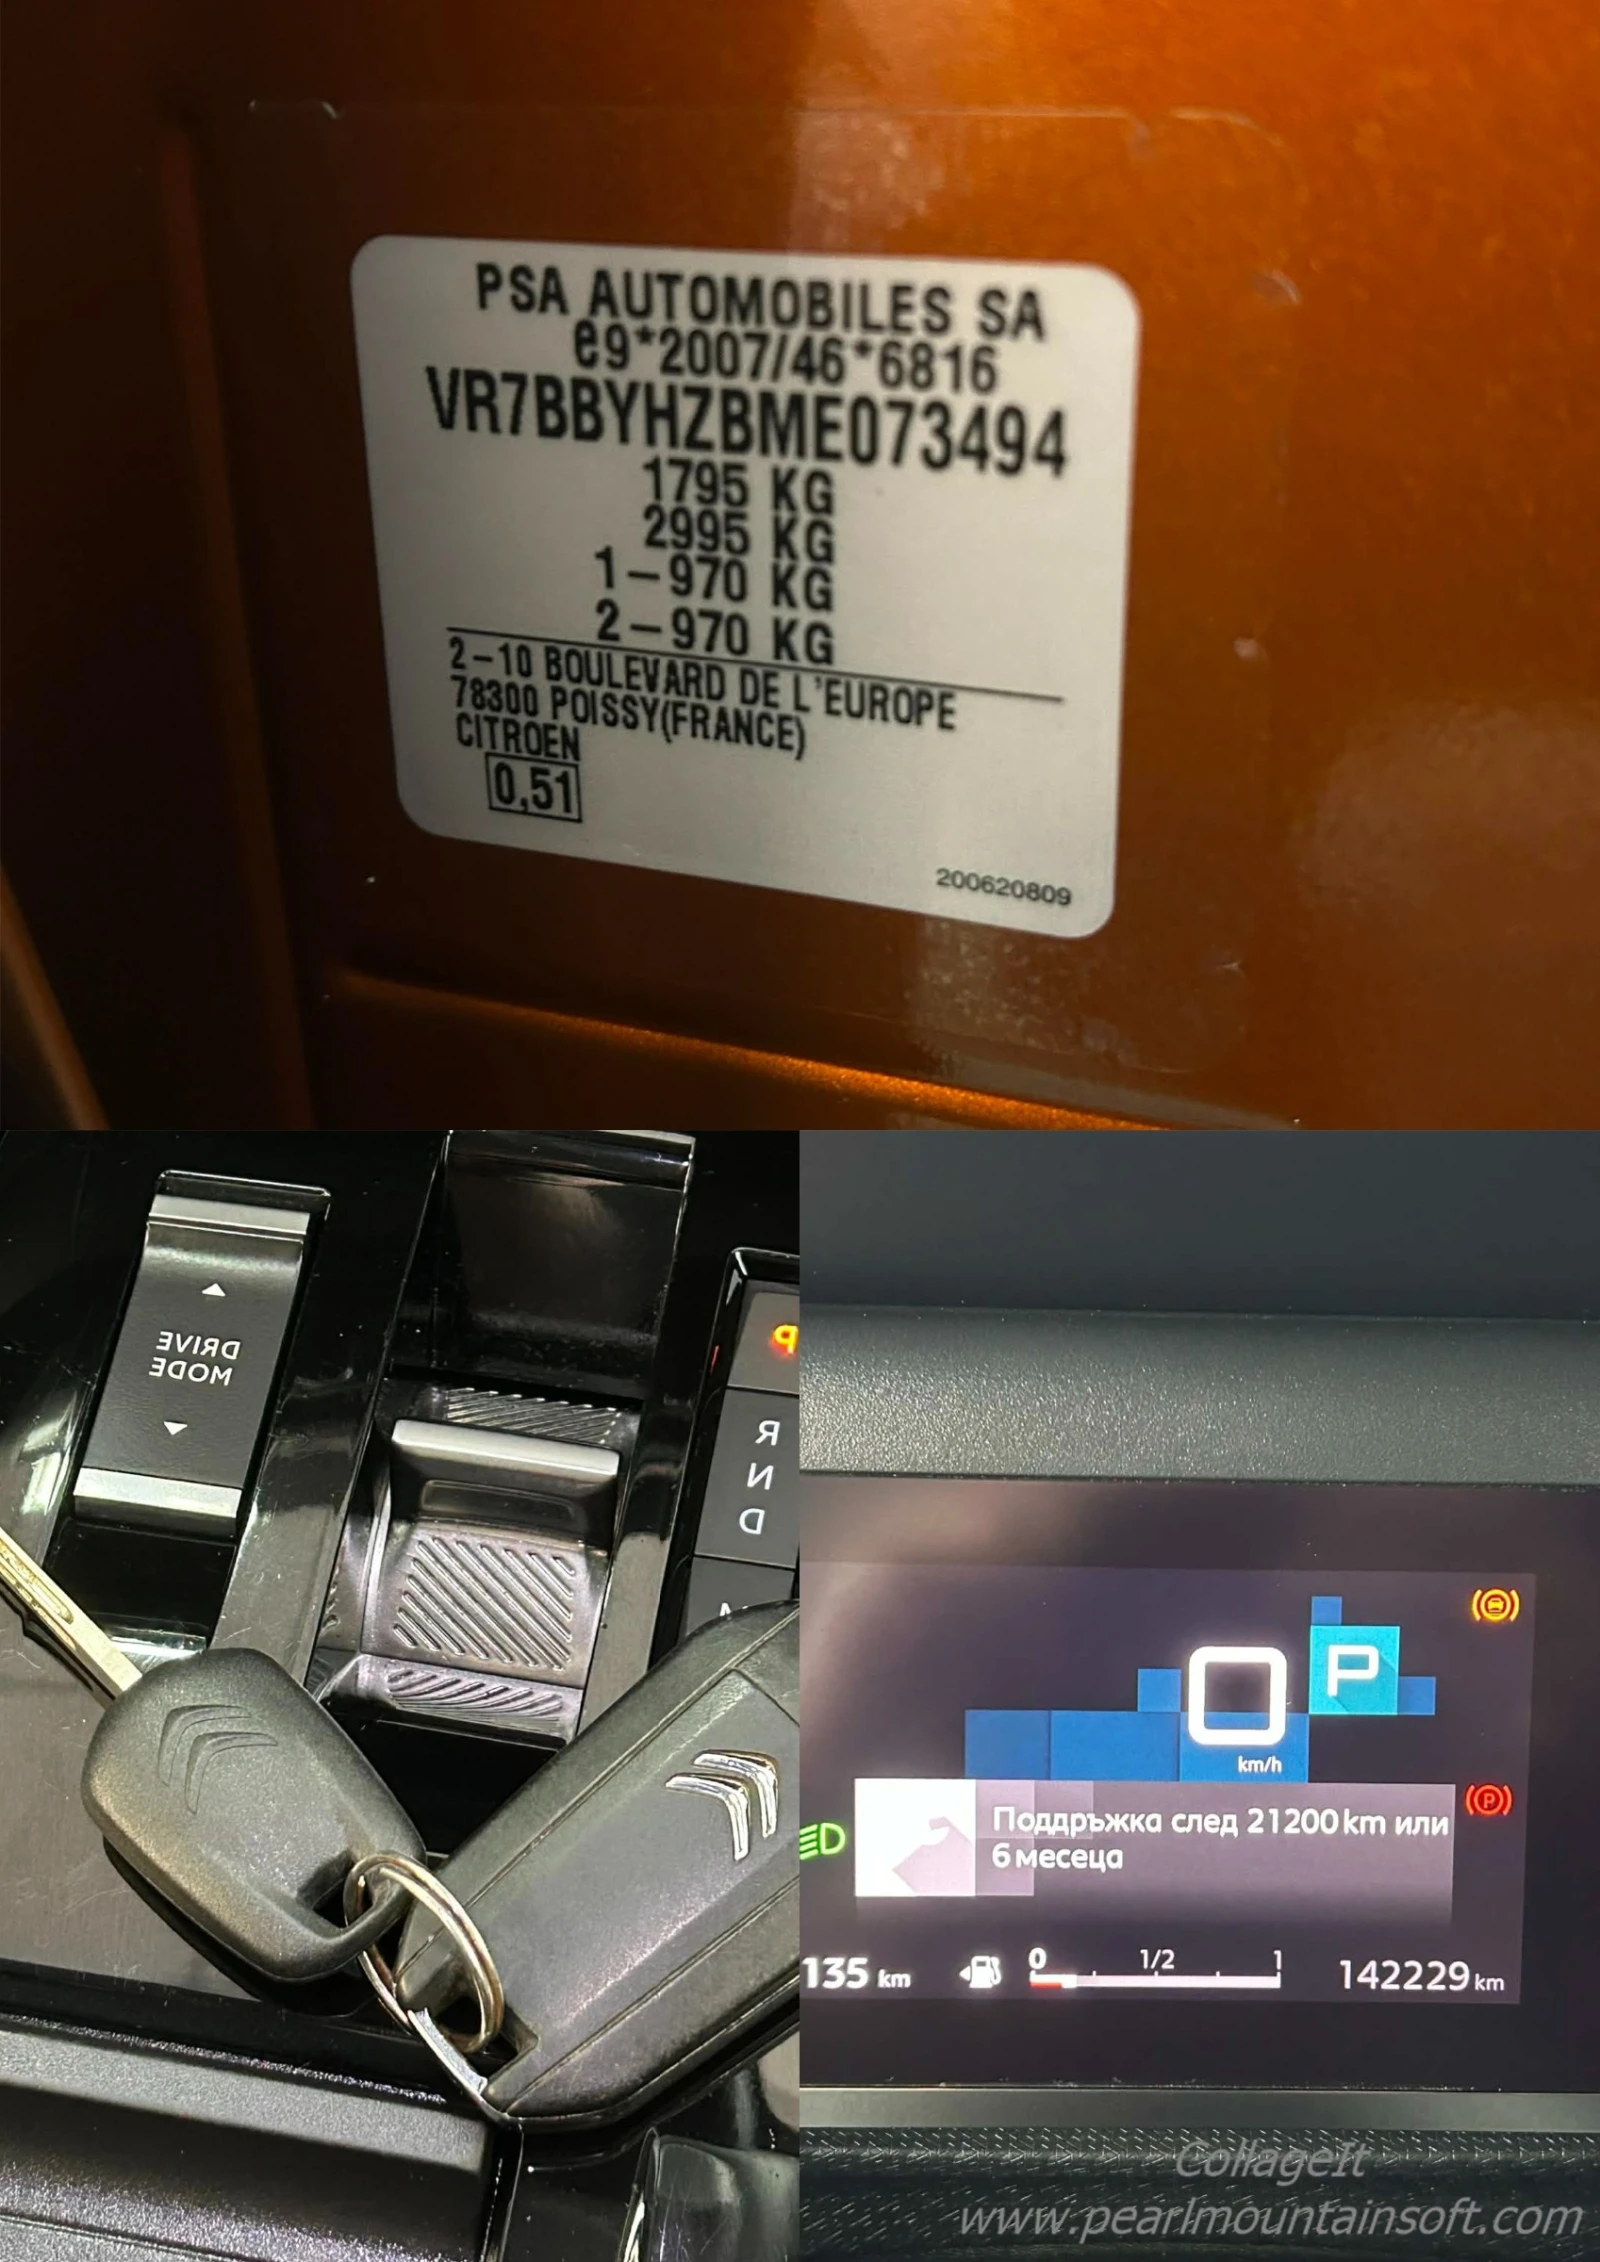 PSA AUTOMOBILES SA
e9*2007/46*6816
VR7BBYHZBME073494
1795 KG
2995 KG
1-970 KG
2-970 KG
2-10 BOULEVARD DE L'EUROPE
78300 POISSY(FRANCE)
CITROEN
0,51
200620809
DRIVE
MODE
P
R
N
D
0
P
km/h
Поддръжка след 21200 km или
6 месеца
P
135 km
0 1/2 1
142229 km
CollageIt
www.pearlmountainsoft.com